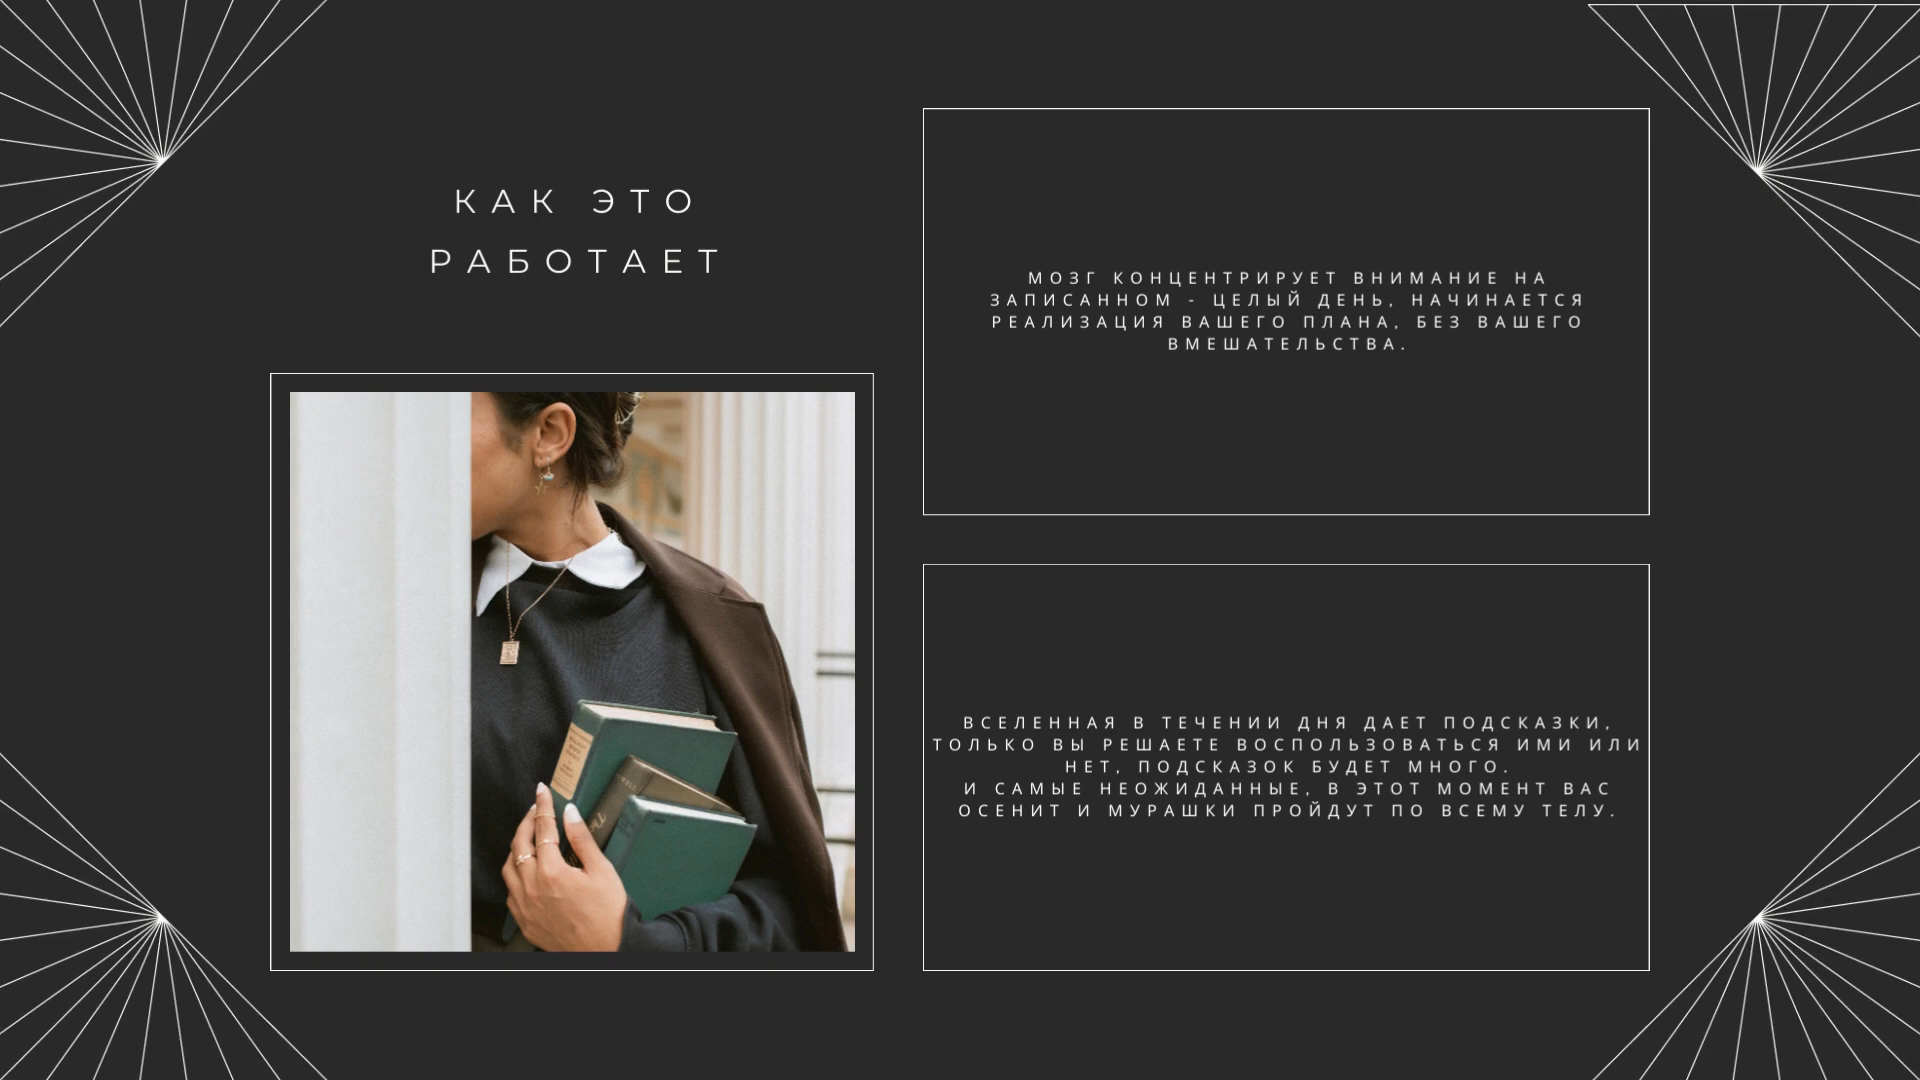 КАК ЭТО
РАБОТАЕТ
МОЗГ КОНЦЕНТРИРУЕТ ВНИМАНИЕ НА
ЗАПИСАННОМ - ЦЕЛЫЙ ДЕНЬ, НАЧИНАЕТСЯ
РЕАЛИЗАЦИЯ ВАШЕГО ПЛАНА, БЕЗ ВАШЕГО
ВМЕШАТЕЛЬСТВА.
ВСЕЛЕННАЯ В ТЕЧЕНИИ ДНЯ ДАЕТ ПОДСКАЗКИ,
ТОЛЬКО ВЫ РЕШАЕТЕ ВОСПОЛЬЗОВАТЬСЯ ИМИ ИЛИ
НЕТ, ПОДСКАЗОК БУДЕТ МНОГО.
И САМЫЕ НЕОЖИДАННЫЕ, В ЭТОТ МОМЕНТ ВАС
ОСЕНИТ И МУРАШКИ ПРОЙДУТ ПО ВСЕМУ ТЕЛУ.